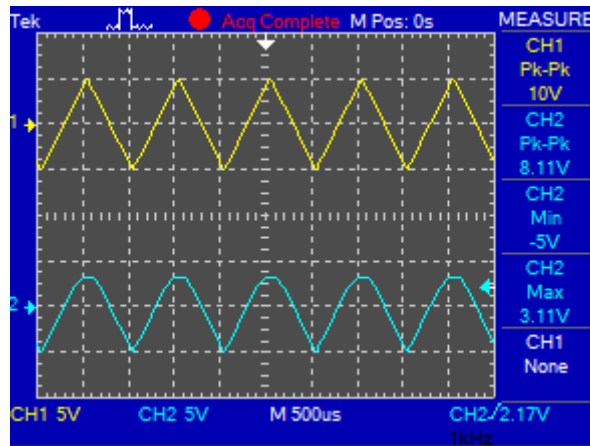 Tek Acq Complete M Pos: 0s MEASURE
CH1
Pk-Pk
10V
CH2
Pk-Pk
8.11V
CH2
Min
-5V
CH2
Max
3.11V
CH1
None
1
2
CH1 5V CH2 5V M 500us CH2/2.17V
1kHz